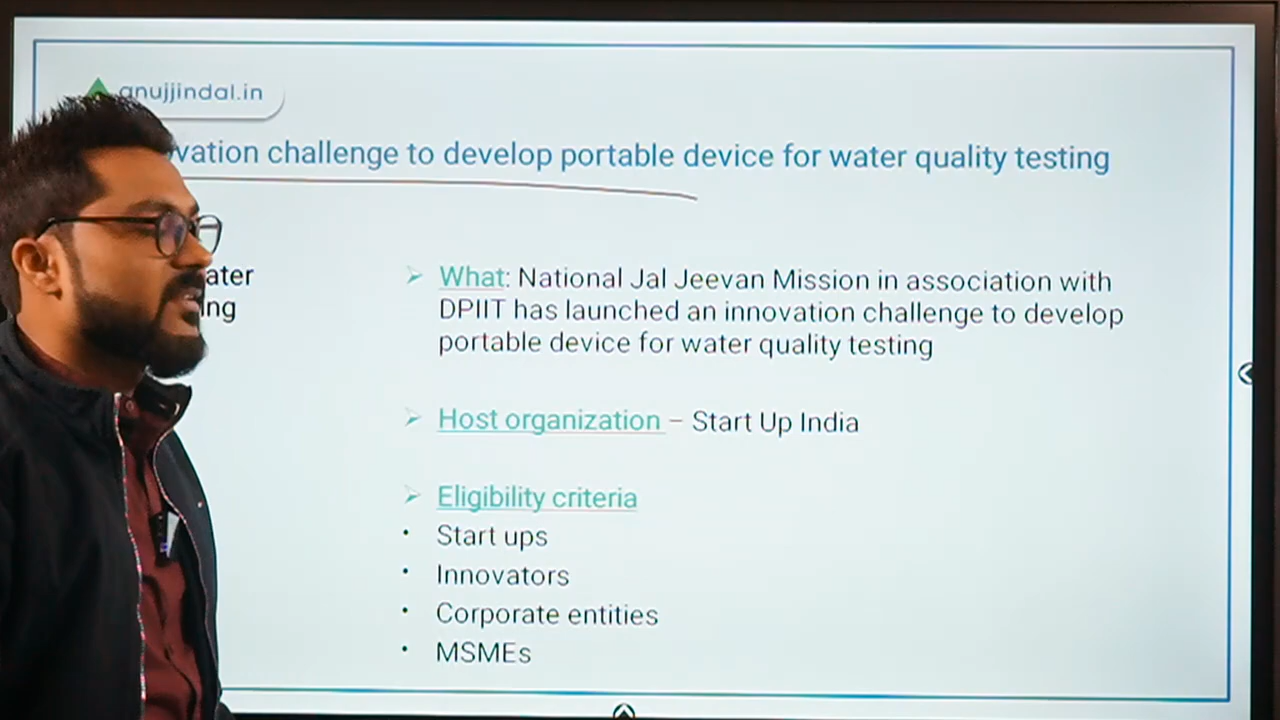 anujjindal.in
vation challenge to develop portable device for water quality testing
ater
ing
What: National Jal Jeevan Mission in association with
DPIIT has launched an innovation challenge to develop
portable device for water quality testing
Host organization – Start Up India
Eligibility criteria
Start ups
Innovators
Corporate entities
MSMEs